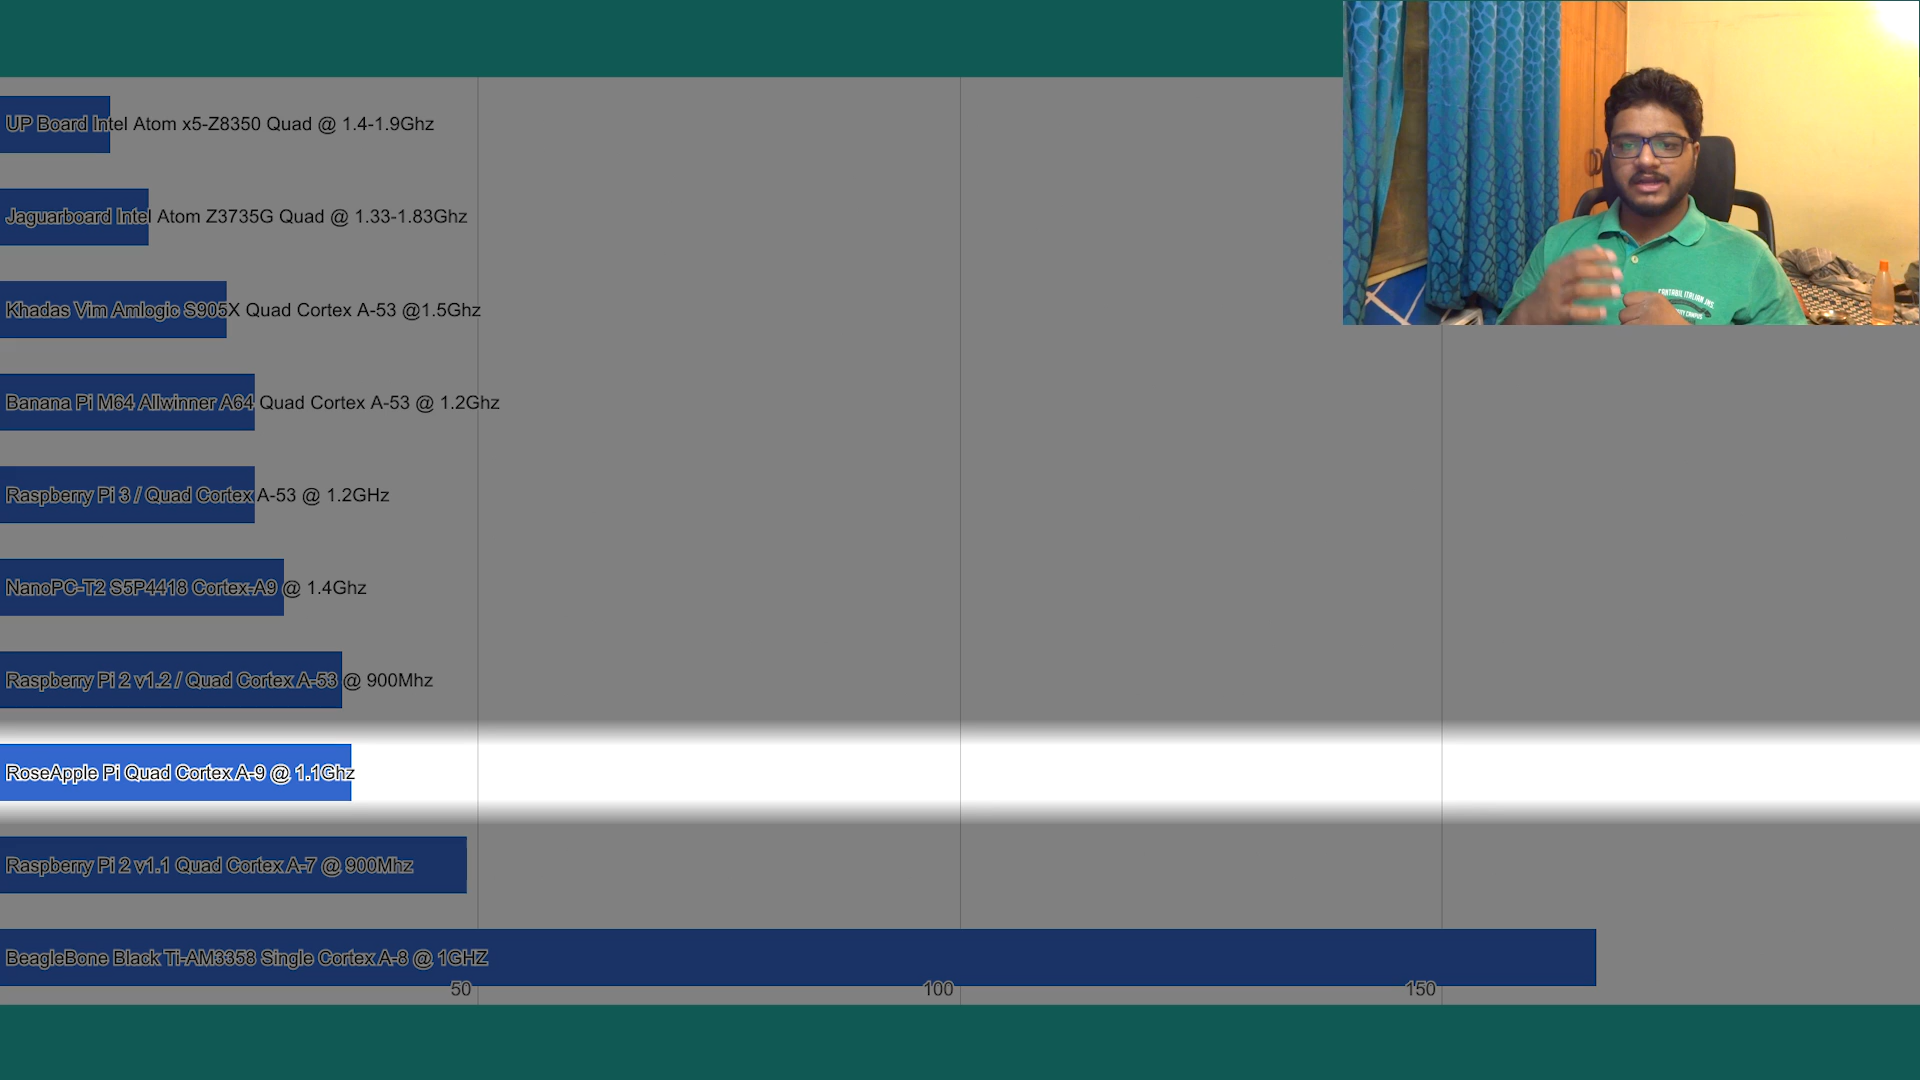 UP Board Intel Atom x5-Z8350 Quad @ 1.4-1.9Ghz
Jaguarboard Intel Atom Z3735G Quad @ 1.33-1.83Ghz
Khadas Vim Amlogic S905X Quad Cortex A-53 @1.5Ghz
Banana Pi M64 Allwinner A64 Quad Cortex A-53 @ 1.2Ghz
Raspberry Pi 3 / Quad Cortex A-53 @ 1.2GHz
NanoPC-T2 S5P4418 Cortex-A9 @ 1.4Ghz
Raspberry Pi 2 v1.2 / Quad Cortex A-53 @ 900Mhz
RoseApple Pi Quad Cortex A-9 @ 1.1Ghz
Raspberry Pi 2 v1.1 Quad Cortex A-7 @ 900Mhz
BeagleBone Black Ti-AM3358 Single Cortex A-8 @ 1GHZ
50 100 150
CANTABIL ITALIAN
CAMPUS